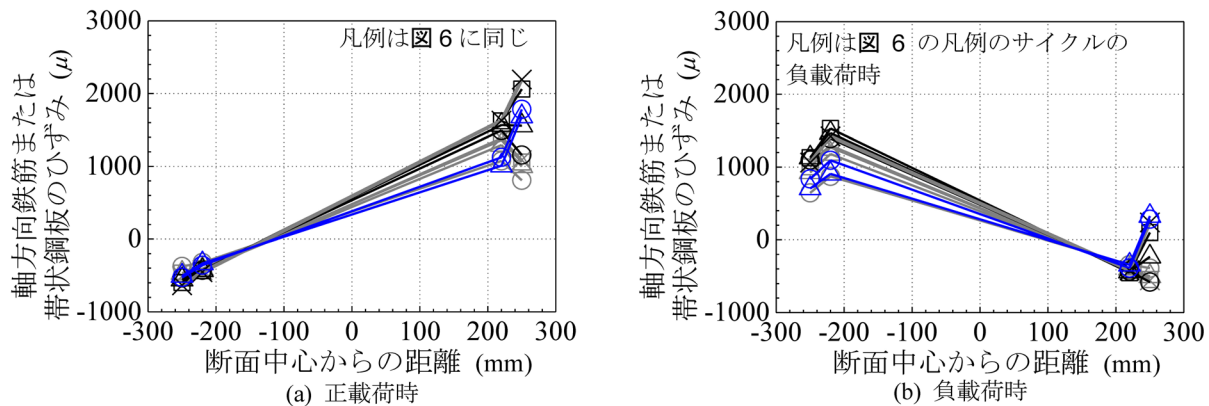 3000
2000
1000
0
-1000
-300 -200 -100 0 100 200 300
軸方向鉄筋または
帯状鋼板のひずみ (μ)
凡例は図 6 に同じ
断面中心からの距離 (mm)
(a) 正載荷時
3000
2000
1000
0
-1000
-300 -200 -100 0 100 200 300
軸方向鉄筋または
帯状鋼板のひずみ (μ)
凡例は図 6 の凡例のサイクルの
負載荷時
断面中心からの距離 (mm)
(b) 負載荷時